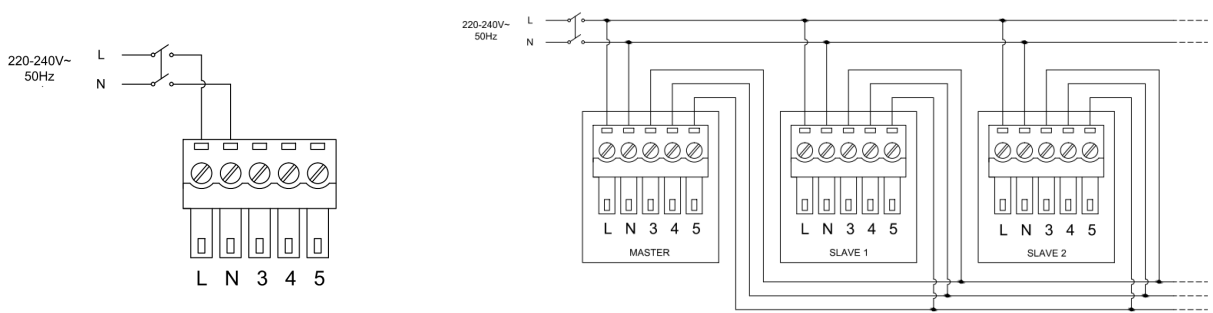 220-240V~
50Hz
L
N
L N 3 4 5
220-240V~
50Hz
L
N
L N 3 4 5
MASTER
L N 3 4 5
SLAVE 1
L N 3 4 5
SLAVE 2